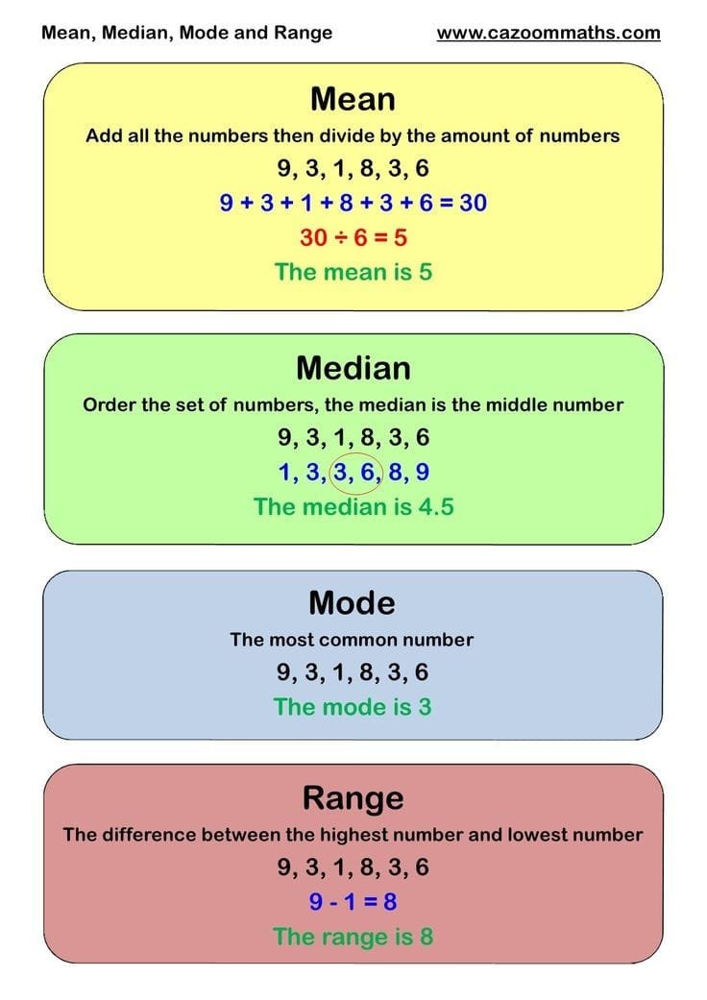 Mean, Median, Mode and Range www.cazoommaths.com
Mean
Add all the numbers then divide by the amount of numbers
9, 3, 1, 8, 3, 6
9 + 3 + 1 + 8 + 3 + 6 = 30
30 ÷ 6 = 5
The mean is 5
Median
Order the set of numbers, the median is the middle number
9, 3, 1, 8, 3, 6
1, 3, 3, 6, 8, 9
The median is 4.5
Mode
The most common number
9, 3, 1, 8, 3, 6
The mode is 3
Range
The difference between the highest number and lowest number
9, 3, 1, 8, 3, 6
9 - 1 = 8
The range is 8